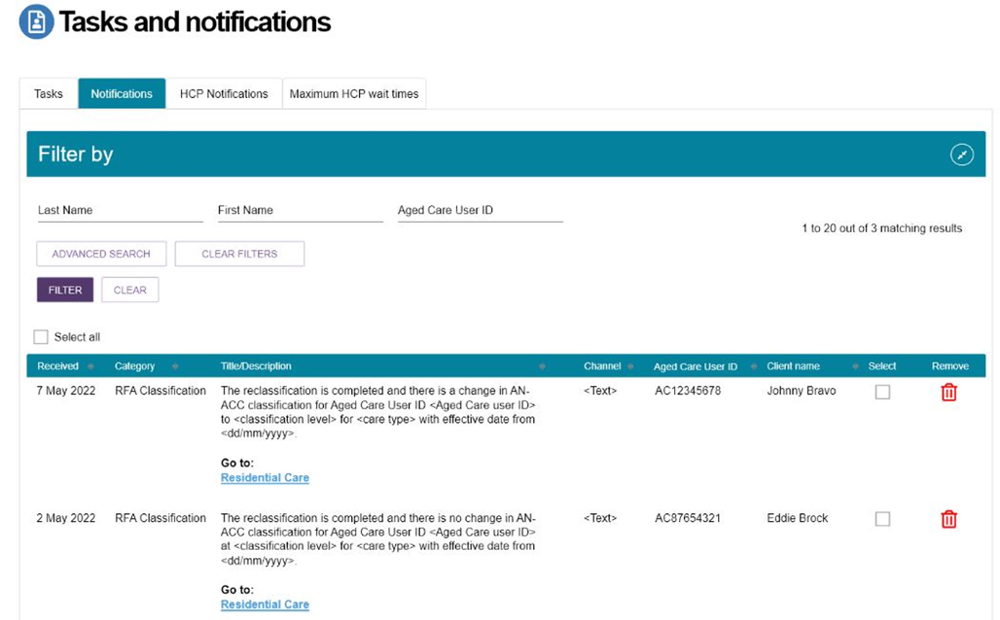 Tasks and notifications
Tasks Notifications HCP Notifications Maximum HCP wait times
Filter by
Last Name First Name Aged Care User ID
1 to 20 out of 3 matching results
ADVANCED SEARCH CLEAR FILTERS
FILTER CLEAR
Select all
Received Category Title/Description Channel Aged Care User ID Client name Select Remove
7 May 2022 RFA Classification The reclassification is completed and there is a change in AN- <Text> AC12345678 Johnny Bravo
ACC classification for Aged Care User ID <Aged Care user ID>
to <classification level> for <care type> with effective date from
<dd/mm/yyyy>.
Go to:
Residential Care
2 May 2022 RFA Classification The reclassification is completed and there is no change in AN- <Text> AC87654321 Eddie Brock
ACC classification for Aged Care User ID <Aged Care user ID>
at <classification level> for <care type> with effective date from
<dd/mm/yyyy>.
Go to:
Residential Care